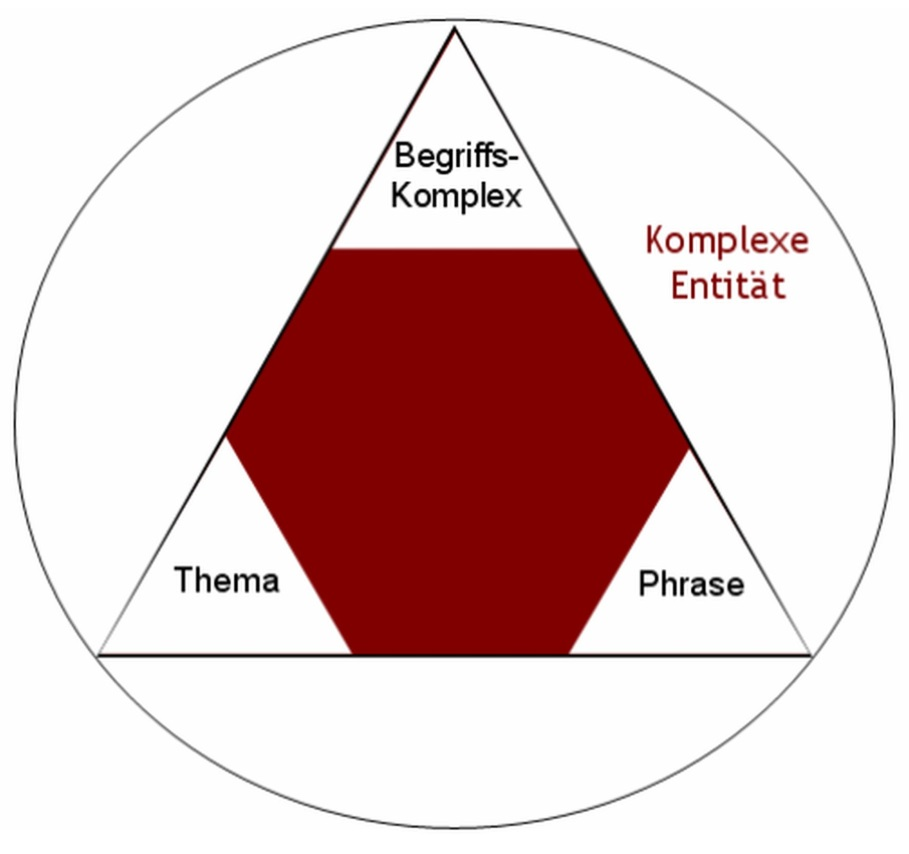 Begriffs-
Komplex
Komplexe
Entität
Thema
Phrase